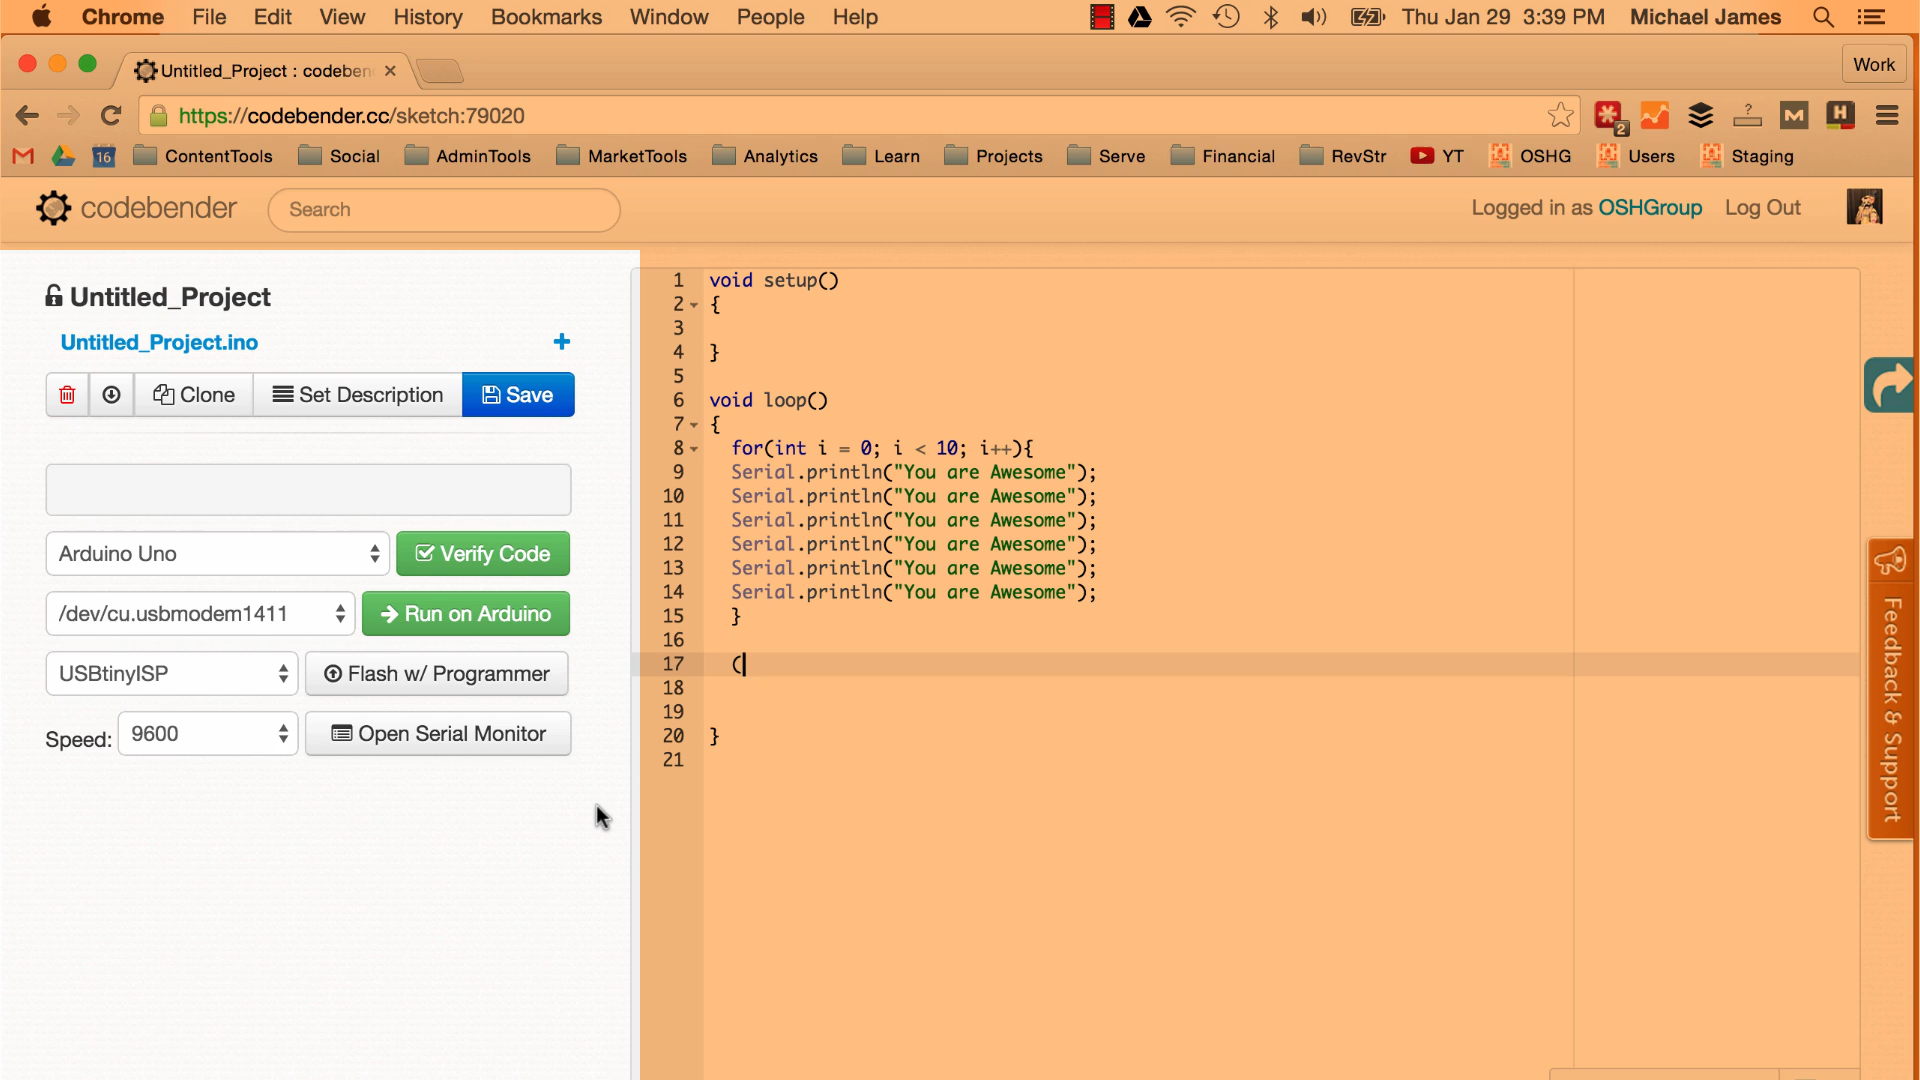 Chrome File Edit View History Bookmarks Window People Help Thu Jan 29 3:39 PM Michael James
Untitled_Project : codeben Work
https://codebender.cc/sketch:79020
16 ContentTools Social AdminTools MarketTools Analytics Learn Projects Serve Financial RevStr YT OSHG Users Staging
codebender Search Logged in as OSHGroup Log Out
Untitled_Project
Untitled_Project.ino
Clone Set Description Save
Arduino Uno Verify Code
/dev/cu.usbmodem1411 Run on Arduino
USBtinyISP Flash w/ Programmer
Speed: 9600 Open Serial Monitor
1 void setup()
2 {
3
4 }
5
6 void loop()
7 {
8 for(int i = 0; i < 10; i++){
9 Serial.println("You are Awesome");
10 Serial.println("You are Awesome");
11 Serial.println("You are Awesome");
12 Serial.println("You are Awesome");
13 Serial.println("You are Awesome");
14 Serial.println("You are Awesome");
15 }
16
17 (
18
19
20 }
21
Feedback & Support